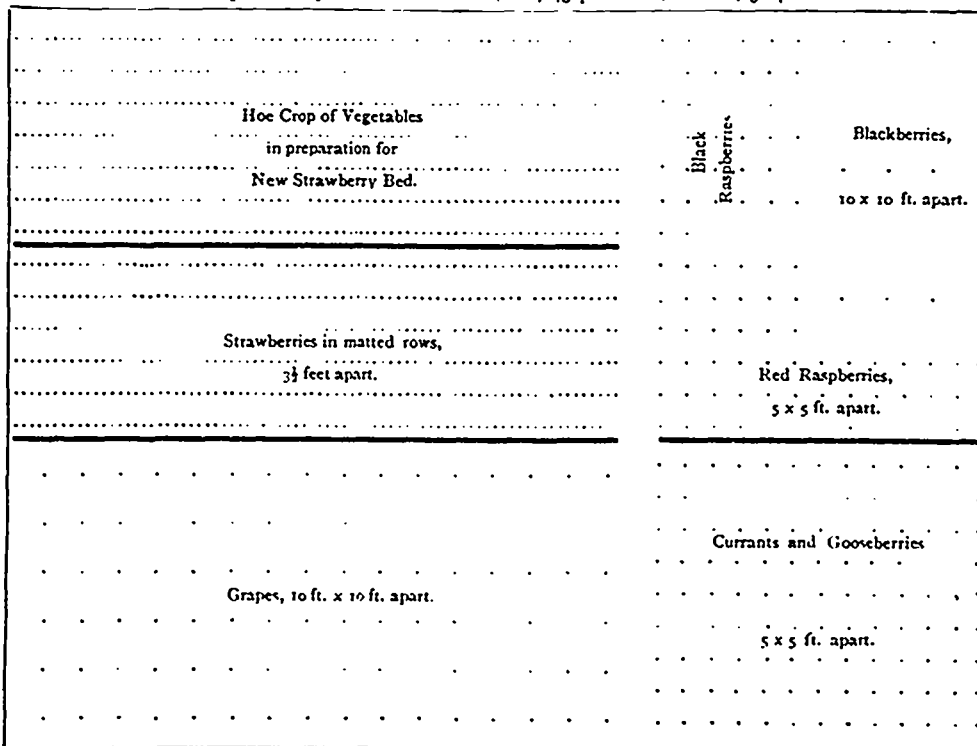 Hoe Crop of Vegetables
in preparation for
New Strawberry Bed.
Black
Raspberries
Blackberries,
10 x 10 ft. apart.
Strawberries in matted rows,
3½ feet apart.
Red Raspberries,
5 x 5 ft. apart.
Grapes, 10 ft. x 10 ft. apart.
Currants and Gooseberries
5 x 5 ft. apart.